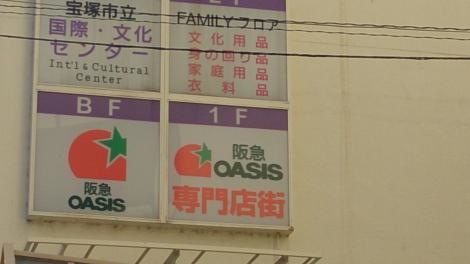 宝塚市立
国際・文化
センター
Int'l & Cultural
Center
FAMILYフロア
文化用品
身の回り品
家庭用品
衣料品
BF
阪急
OASIS
1F
阪急
OASIS
専門店街